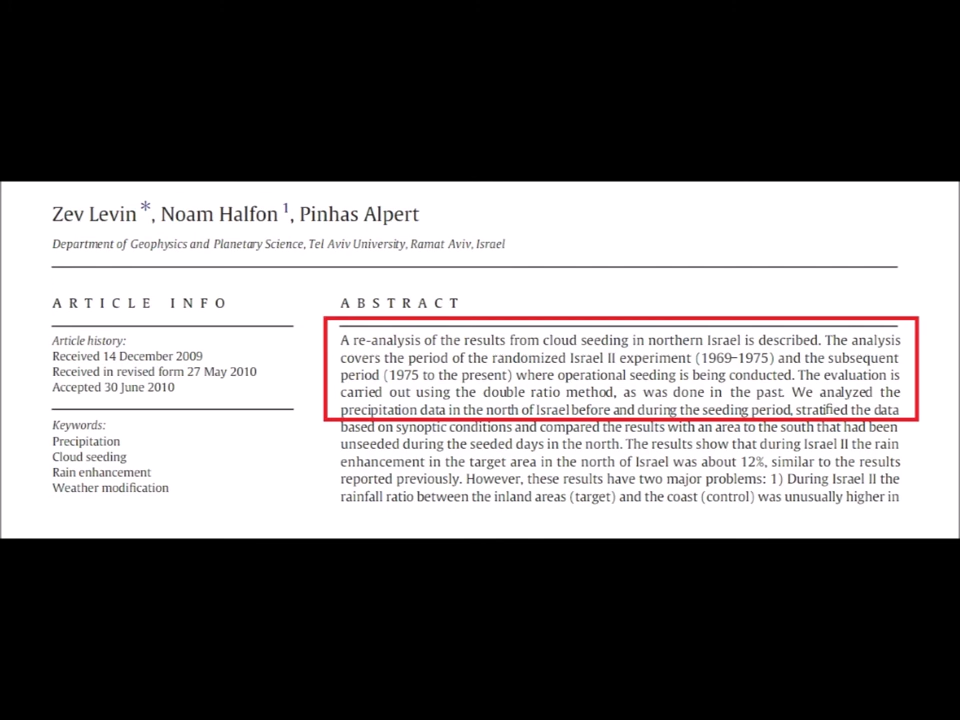 Zev Levin *, Noam Halfon 1, Pinhas Alpert
Department of Geophysics and Planetary Science, Tel Aviv University, Ramat Aviv, Israel
ARTICLE INFO
Article history:
Received 14 December 2009
Received in revised form 27 May 2010
Accepted 30 June 2010
Keywords:
Precipitation
Cloud seeding
Rain enhancement
Weather modification
ABSTRACT
A re-analysis of the results from cloud seeding in northern Israel is described. The analysis
covers the period of the randomized Israel II experiment (1969–1975) and the subsequent
period (1975 to the present) where operational seeding is being conducted. The evaluation is
carried out using the double ratio method, as was done in the past. We analyzed the
precipitation data in the north of Israel before and during the seeding period, stratified the data
based on synoptic conditions and compared the results with an area to the south that had been
unseeded during the seeded days in the north. The results show that during Israel II the rain
enhancement in the target area in the north of Israel was about 12%, similar to the results
reported previously. However, these results have two major problems: 1) During Israel II the
rainfall ratio between the inland areas (target) and the coast (control) was unusually higher in